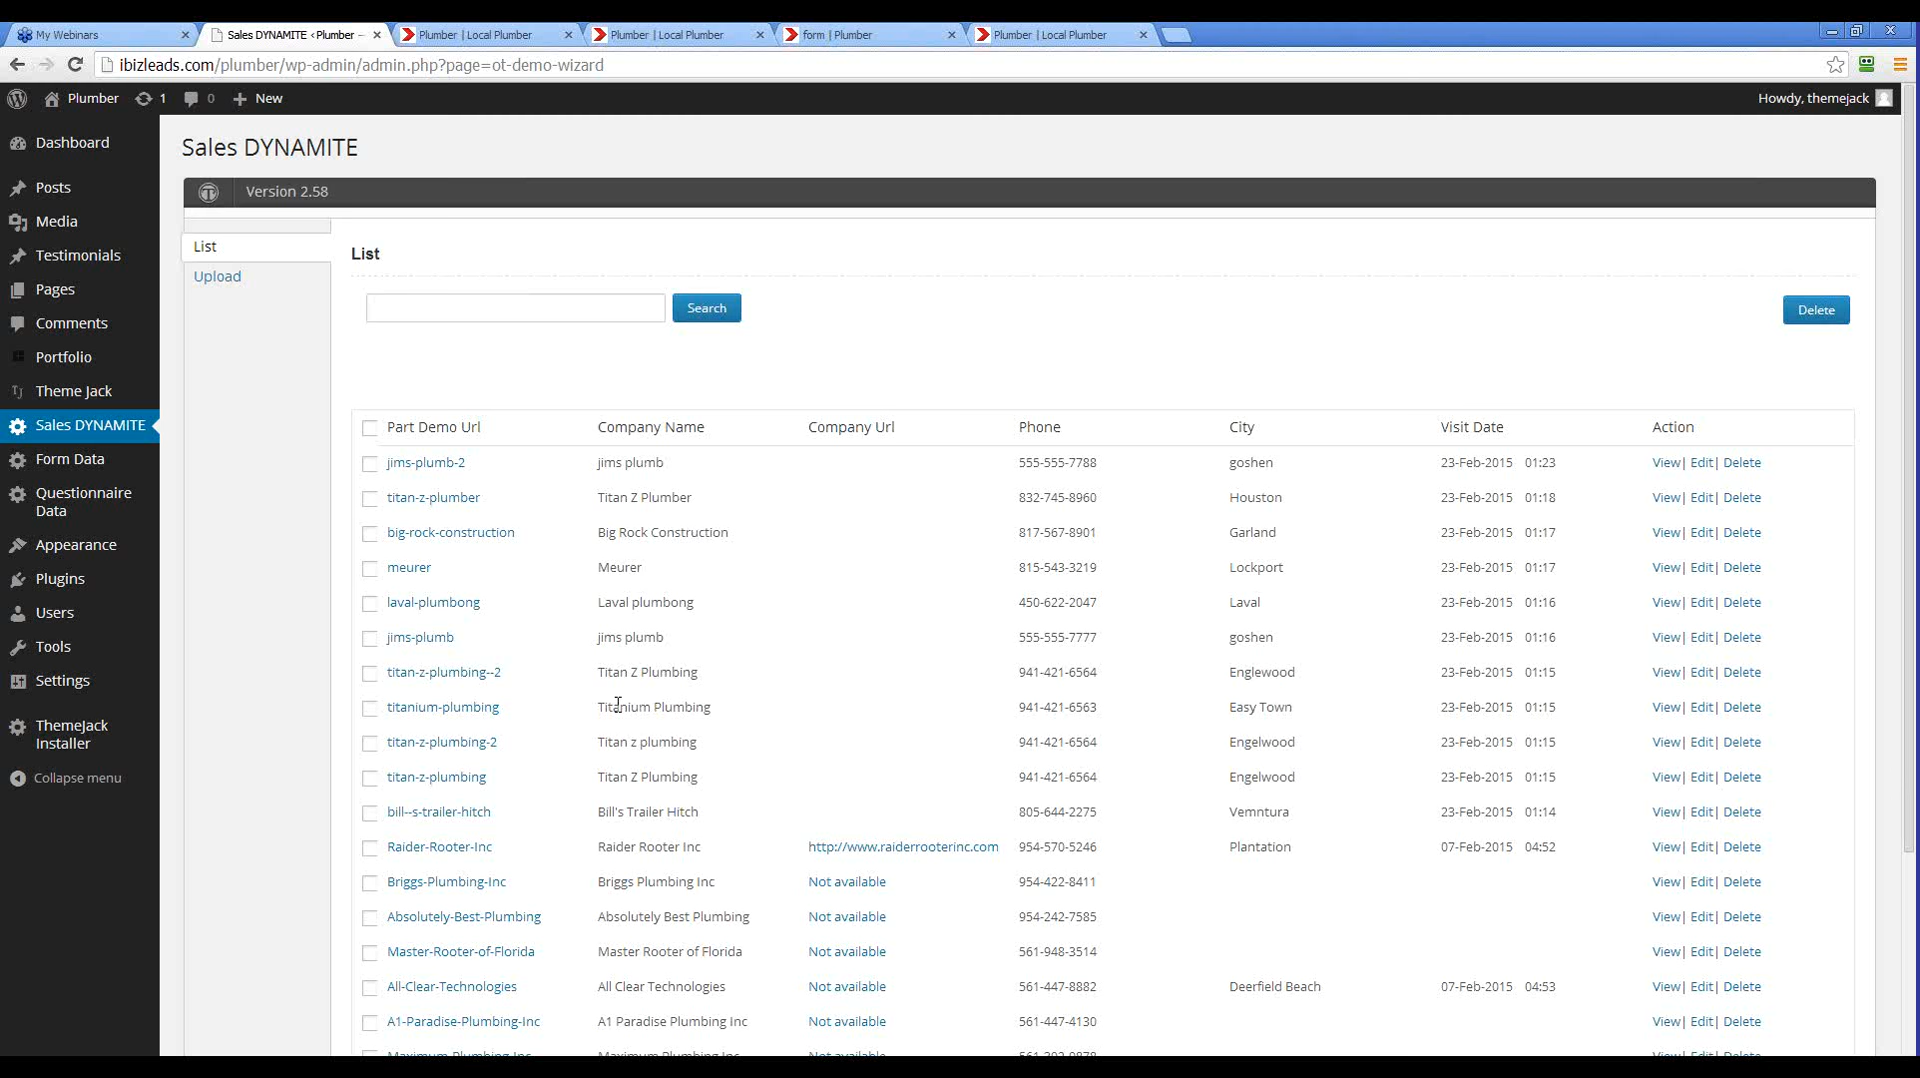 My Webinars
Sales DYNAMITE ‹ Plumber —
Plumber | Local Plumber
Plumber | Local Plumber
form | Plumber
Plumber | Local Plumber
ibizleads.com/plumber/wp-admin/admin.php?page=ot-demo-wizard
Plumber 1 0 New Howdy, themejack
Dashboard
Posts
Media
Testimonials
Pages
Comments
Portfolio
Theme Jack
Sales DYNAMITE
Form Data
Questionnaire
Data
Appearance
Plugins
Users
Tools
Settings
ThemeJack
Installer
Collapse menu
Sales DYNAMITE
Version 2.58
List
Upload
List
Search
Delete
Part Demo Url Company Name Company Url Phone City Visit Date Action
jims-plumb-2 jims plumb 555-555-7788 goshen 23-Feb-2015 01:23 View| Edit| Delete
titan-z-plumber Titan Z Plumber 832-745-8960 Houston 23-Feb-2015 01:18 View| Edit| Delete
big-rock-construction Big Rock Construction 817-567-8901 Garland 23-Feb-2015 01:17 View| Edit| Delete
meurer Meurer 815-543-3219 Lockport 23-Feb-2015 01:17 View| Edit| Delete
laval-plumbong Laval plumbong 450-622-2047 Laval 23-Feb-2015 01:16 View| Edit| Delete
jims-plumb jims plumb 555-555-7777 goshen 23-Feb-2015 01:16 View| Edit| Delete
titan-z-plumbing--2 Titan Z Plumbing 941-421-6564 Englewood 23-Feb-2015 01:15 View| Edit| Delete
titanium-plumbing Titanium Plumbing 941-421-6563 Easy Town 23-Feb-2015 01:15 View| Edit| Delete
titan-z-plumbing-2 Titan z plumbing 941-421-6564 Engelwood 23-Feb-2015 01:15 View| Edit| Delete
titan-z-plumbing Titan Z Plumbing 941-421-6564 Engelwood 23-Feb-2015 01:15 View| Edit| Delete
bill--s-trailer-hitch Bill's Trailer Hitch 805-644-2275 Vemntura 23-Feb-2015 01:14 View| Edit| Delete
Raider-Rooter-Inc Raider Rooter Inc http://www.raiderrooterinc.com 954-570-5246 Plantation 07-Feb-2015 04:52 View| Edit| Delete
Briggs-Plumbing-Inc Briggs Plumbing Inc Not available 954-422-8411 View| Edit| Delete
Absolutely-Best-Plumbing Absolutely Best Plumbing Not available 954-242-7585 View| Edit| Delete
Master-Rooter-of-Florida Master Rooter of Florida Not available 561-948-3514 View| Edit| Delete
All-Clear-Technologies All Clear Technologies Not available 561-447-8882 Deerfield Beach 07-Feb-2015 04:53 View| Edit| Delete
A1-Paradise-Plumbing-Inc A1 Paradise Plumbing Inc Not available 561-447-4130 View| Edit| Delete
Maximum-Plumbing-Inc Maximum Plumbing Inc Not available View| Edit| Delete